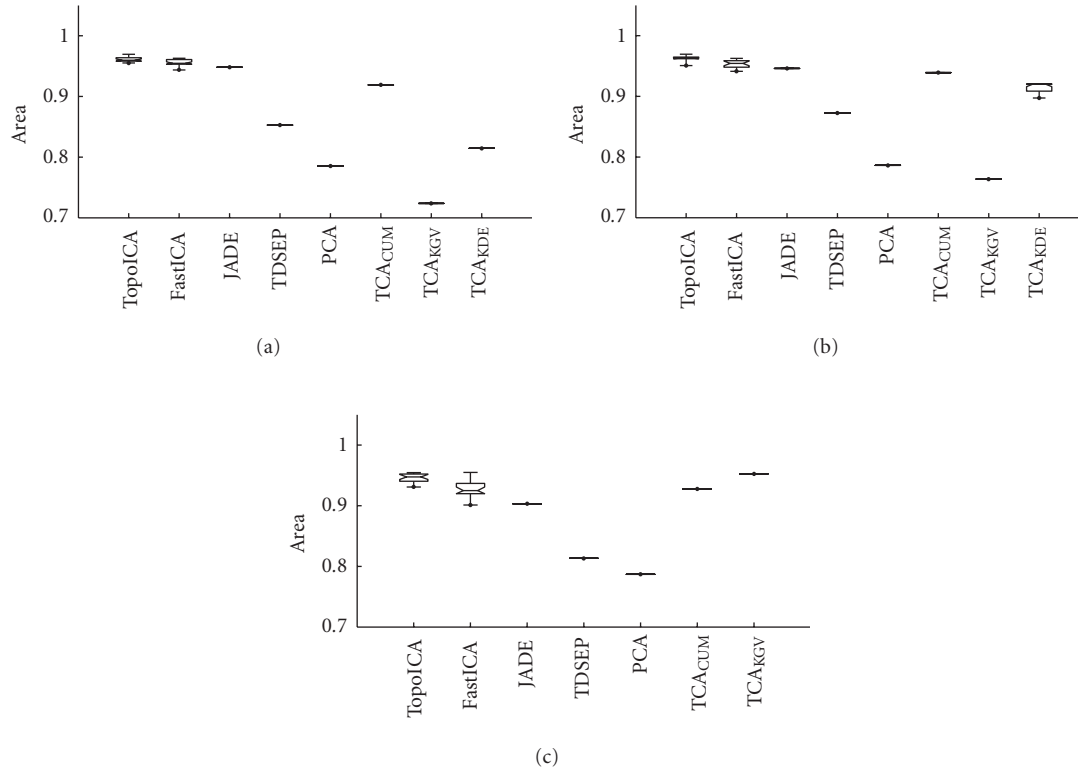 1
0.9
0.8
0.7
Area
TopoICA
FastICA
JADE
TDSEP
PCA
TCACUM
TCAKGV
TCAKDE
(a)
1
0.9
0.8
0.7
Area
TopoICA
FastICA
JADE
TDSEP
PCA
TCACUM
TCAKGV
TCAKDE
(b)
1
0.9
0.8
0.7
Area
TopoICA
FastICA
JADE
TDSEP
PCA
TCACUM
TCAKGV
(c)